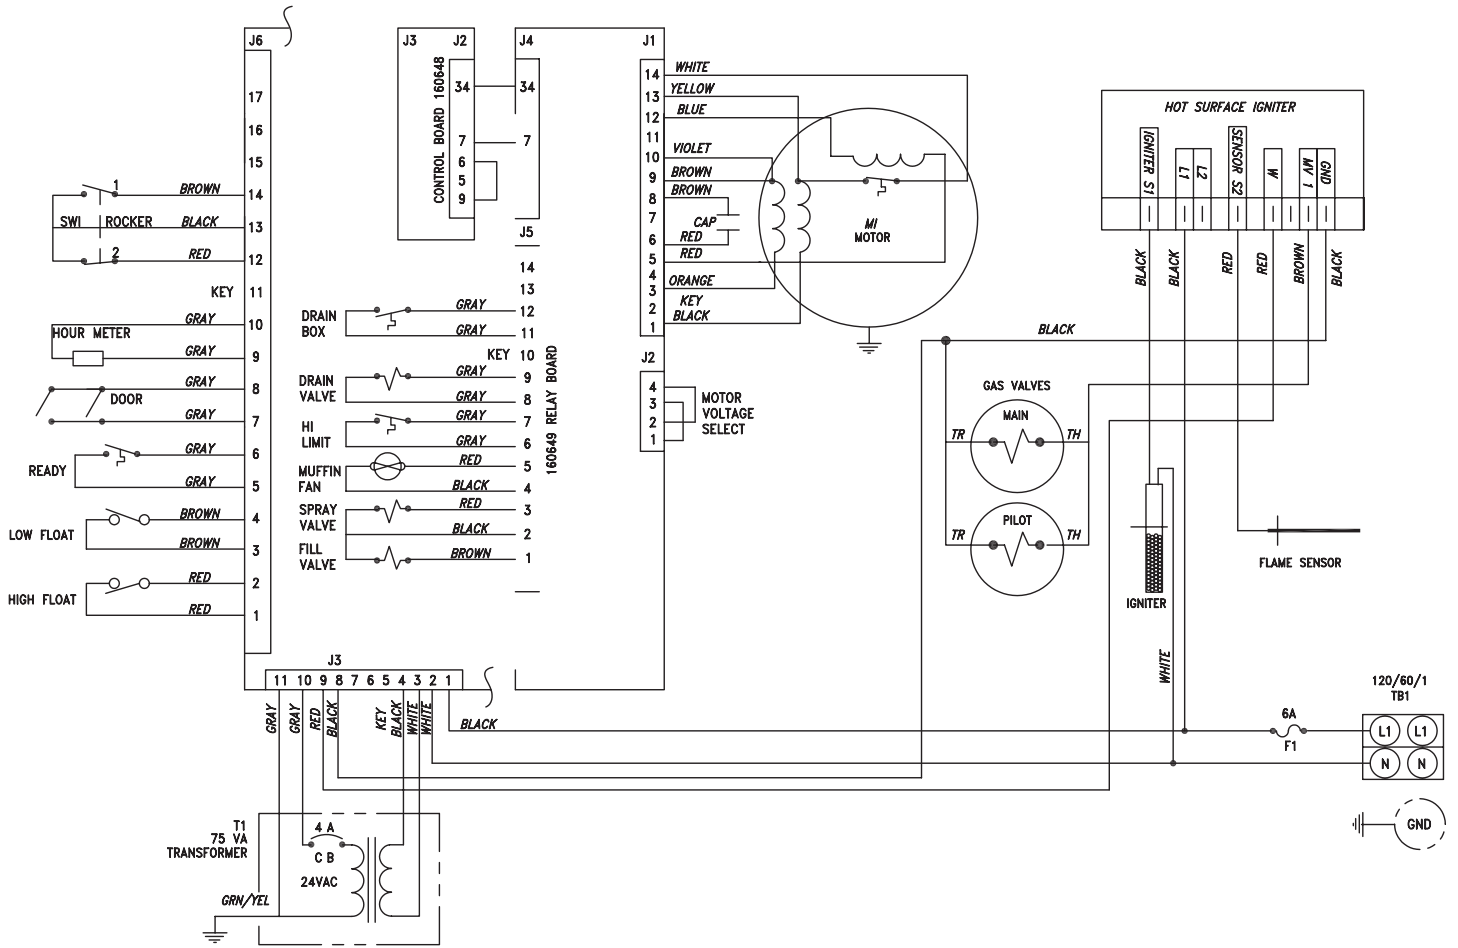 J6
17
16
15
14
13
12
11
10
9
8
7
6
5
4
3
2
1
1
BROWN
SWI ROCKER
BLACK
2
RED
KEY
GRAY
HOUR METER
GRAY
GRAY
DOOR
GRAY
GRAY
READY
GRAY
BROWN
LOW FLOAT
BROWN
RED
HIGH FLOAT
RED
J3
J2
CONTROL BOARD 160648
34
7
6
5
9
J4
34
7
J5
14
13
12
11
10
9
8
7
6
5
4
3
2
1
160649 RELAY BOARD
DRAIN
BOX
GRAY
GRAY
KEY
DRAIN
VALVE
GRAY
GRAY
HI
LIMIT
GRAY
GRAY
MUFFIN
FAN
RED
BLACK
SPRAY
VALVE
RED
BLACK
FILL
VALVE
BROWN
J1
14
13
12
11
10
9
8
7
6
5
4
3
2
1
WHITE
YELLOW
BLUE
VIOLET
BROWN
BROWN
CAP
RED
RED
ORANGE
KEY
BLACK
MI
MOTOR
J2
4
3
2
1
MOTOR
VOLTAGE
SELECT
HOT SURFACE IGNITER
IGNITER S1
L1
L2
SENSOR S2
W
MV 1
GND
BLACK
BLACK
RED
RED
BROWN
BLACK
BLACK
GAS VALVES
MAIN
TR
TH
PILOT
TR
TH
IGNITER
WHITE
FLAME SENSOR
J3
11 10 9 8 7 6 5 4 3 2 1
GRAY
GRAY
RED
BLACK
KEY
BLACK
WHITE
WHITE
BLACK
6A
F1
120/60/1
TB1
L1
L1
N
N
GND
T1
75 VA
TRANSFORMER
4 A
C B
24VAC
GRN/YEL